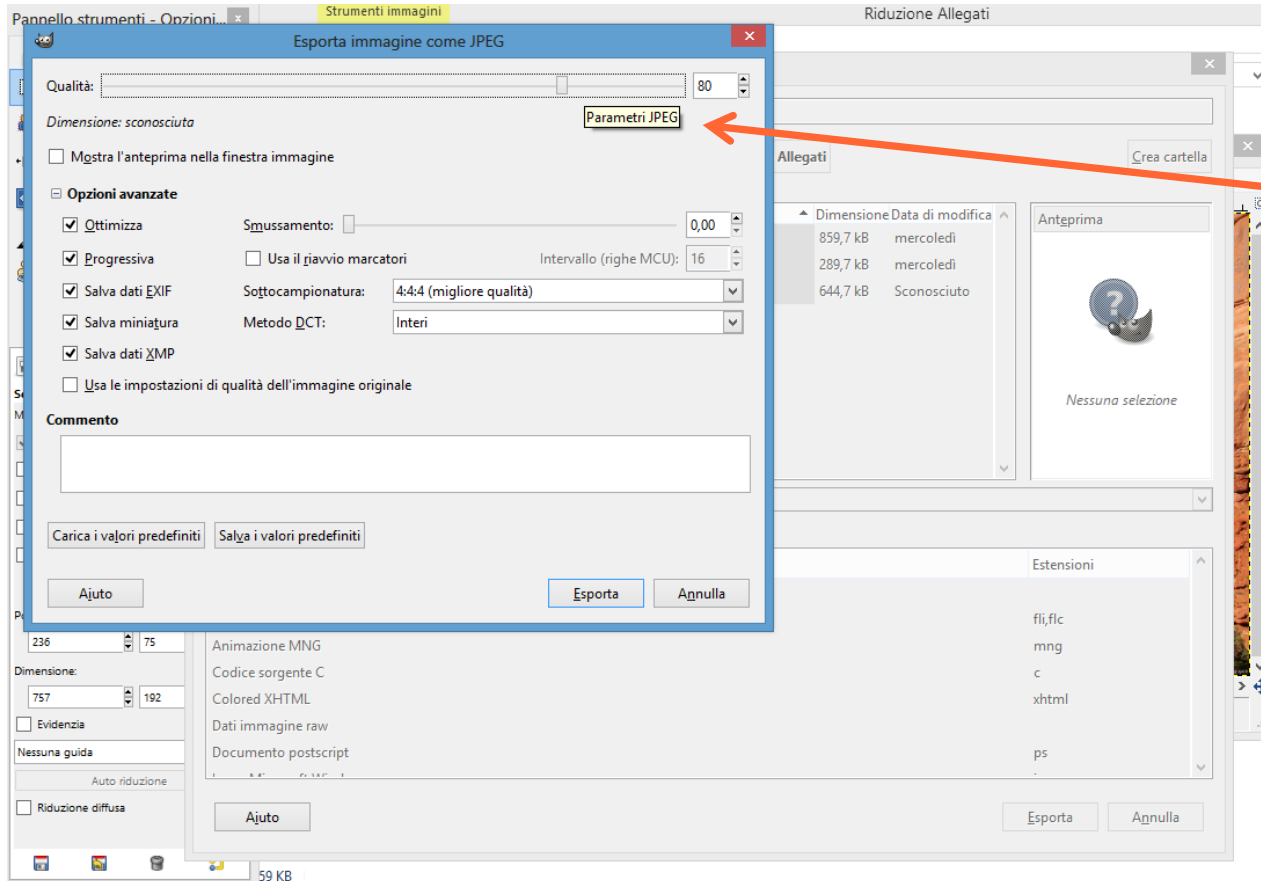 Pannello strumenti - Opzioni...
Strumenti immagini
Riduzione Allegati
Esporta immagine come JPEG
Qualità:
80
Parametri JPEG
Dimensione: sconosciuta
Mostra l'anteprima nella finestra immagine
Opzioni avanzate
Ottimizza
Smussamento:
0,00
Progressiva
Usa il riavvio marcatori
Intervallo (righe MCU):
16
Salva dati EXIF
Sottocampionatura:
4:4:4 (migliore qualità)
Salva miniatura
Metodo DCT:
Interi
Salva dati XMP
Usa le impostazioni di qualità dell'immagine originale
Commento
Carica i valori predefiniti
Salva i valori predefiniti
Aiuto
Esporta
Annulla
Allegati
Crea cartella
Dimensione
Data di modifica
Anteprima
859,7 kB
mercoledì
289,7 kB
mercoledì
644,7 kB
Sconosciuto
Nessuna selezione
Estensioni
fli,flc
Animazione MNG
mng
Codice sorgente C
c
Colored XHTML
xhtml
Dati immagine raw
Documento postscript
ps
Aiuto
Esporta
Annulla
236
75
Dimensione:
757
192
Evidenzia
Nessuna guida
Auto riduzione
Riduzione diffusa
59 KB